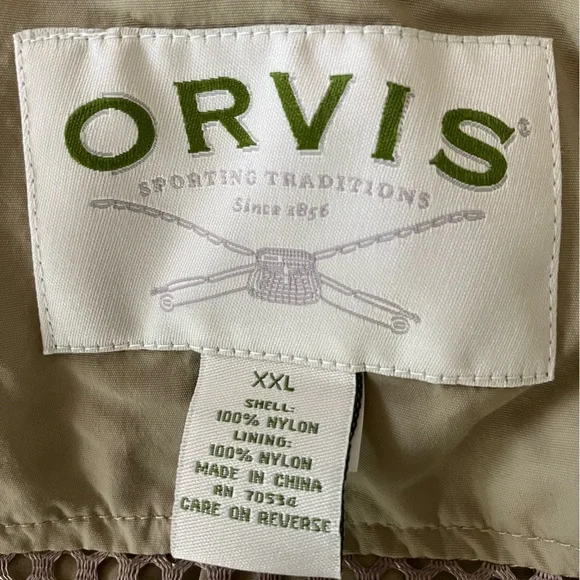 ORVIS®
SPORTING TRADITIONS
Since 1856
XXL
SHELL:
100% NYLON
LINING:
100% NYLON
MADE IN CHINA
RN 70534
CARE ON REVERSE